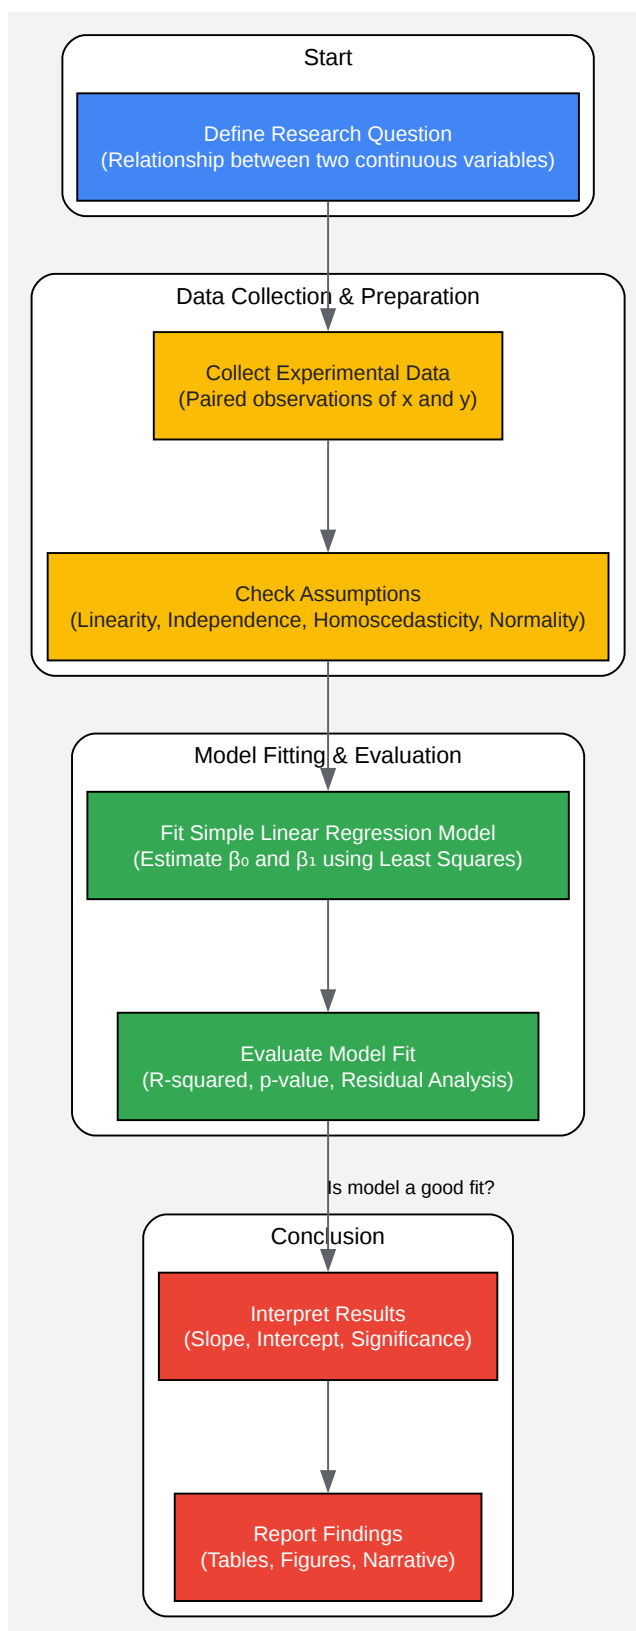 Start
Define Research Question
(Relationship between two continuous variables)
Data Collection & Preparation
Collect Experimental Data
(Paired observations of x and y)
Check Assumptions
(Linearity, Independence, Homoscedasticity, Normality)
Model Fitting & Evaluation
Fit Simple Linear Regression Model
(Estimate β₀ and β₁ using Least Squares)
Evaluate Model Fit
(R-squared, p-value, Residual Analysis)
Is model a good fit?
Conclusion
Interpret Results
(Slope, Intercept, Significance)
Report Findings
(Tables, Figures, Narrative)